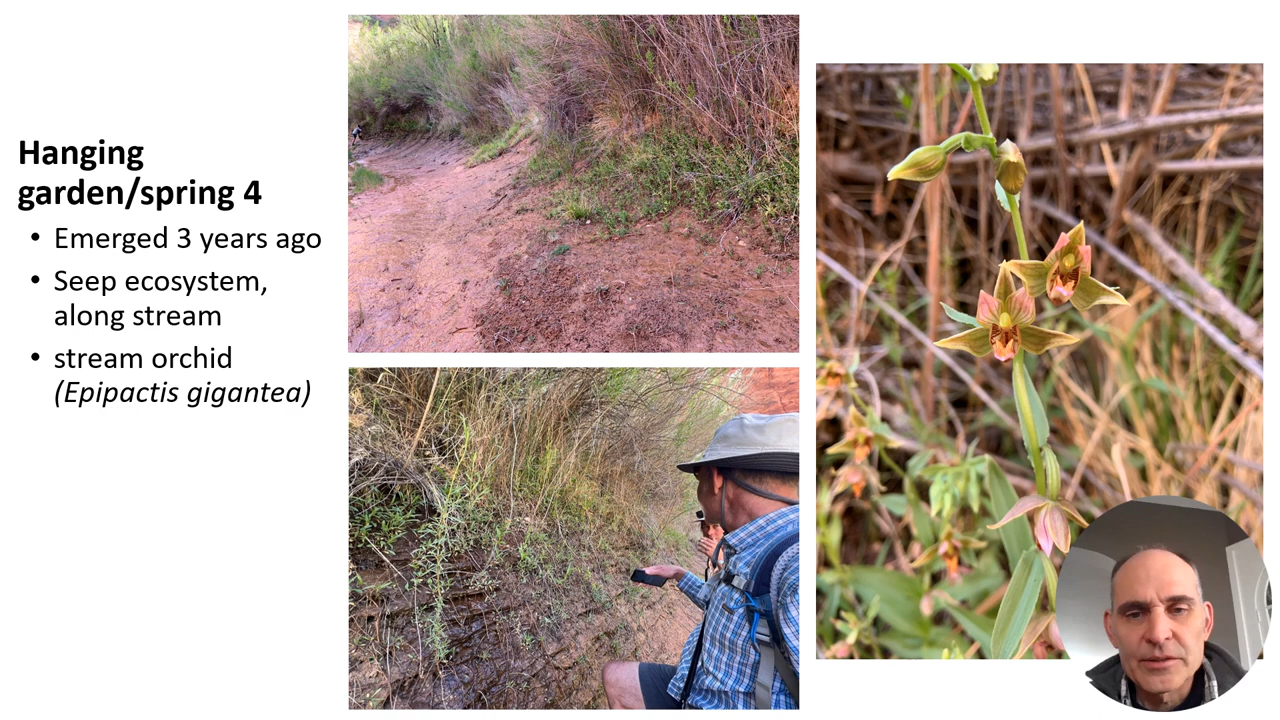 Hanging
garden/spring 4
• Emerged 3 years ago
• Seep ecosystem,
along stream
• stream orchid
(Epipactis gigantea)